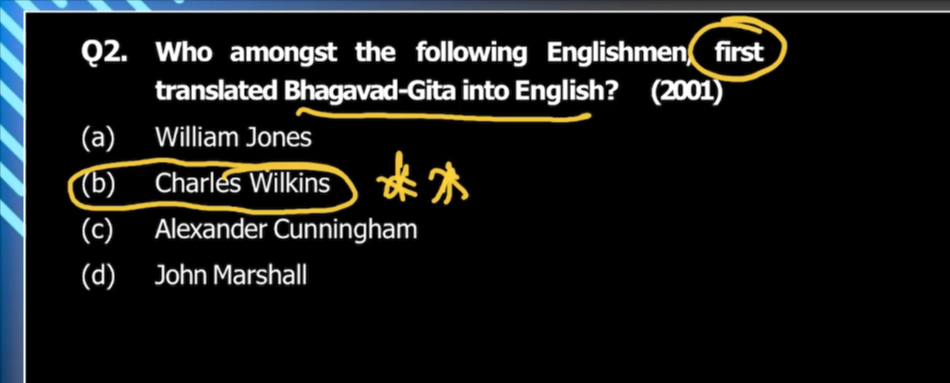 Q2. Who amongst the following Englishmen, first
translated Bhagavad-Gita into English? (2001)
(a) William Jones
(b) Charles Wilkins
(c) Alexander Cunningham
(d) John Marshall